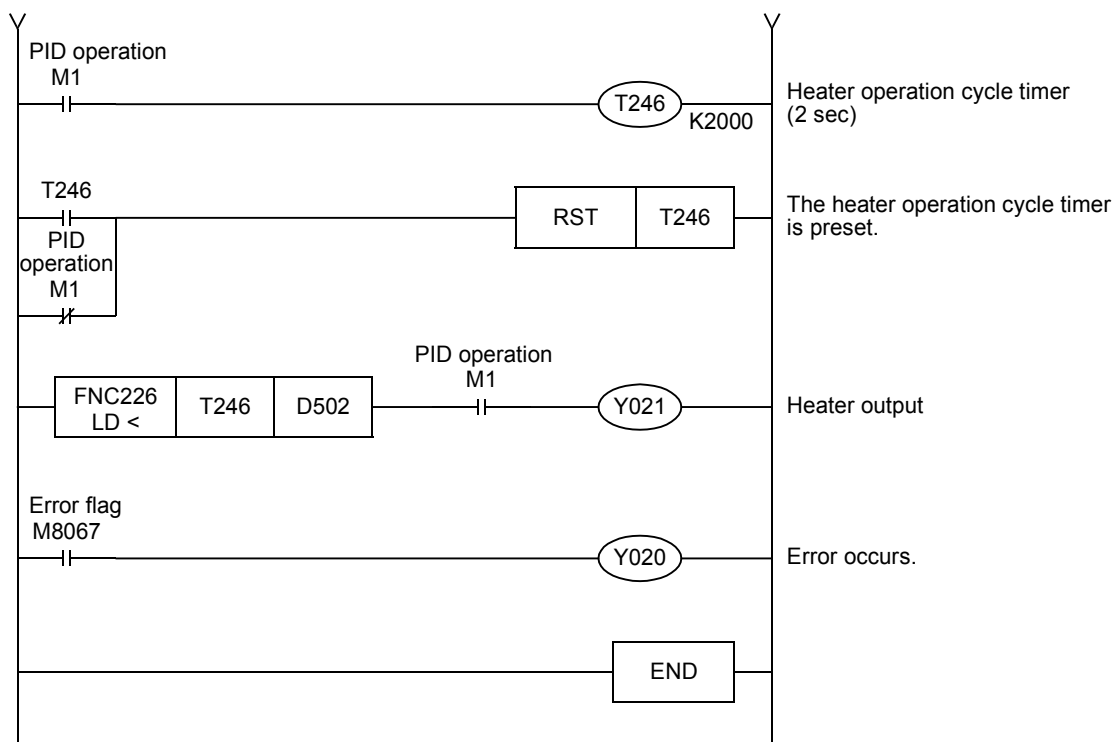 PID operation
M1
T246
K2000
Heater operation cycle timer
(2 sec)
T246
RST T246
The heater operation cycle timer
is preset.
PID
operation
M1
PID operation
M1
FNC226
LD <
T246
D502
Y021
Heater output
Error flag
M8067
Y020
Error occurs.
END